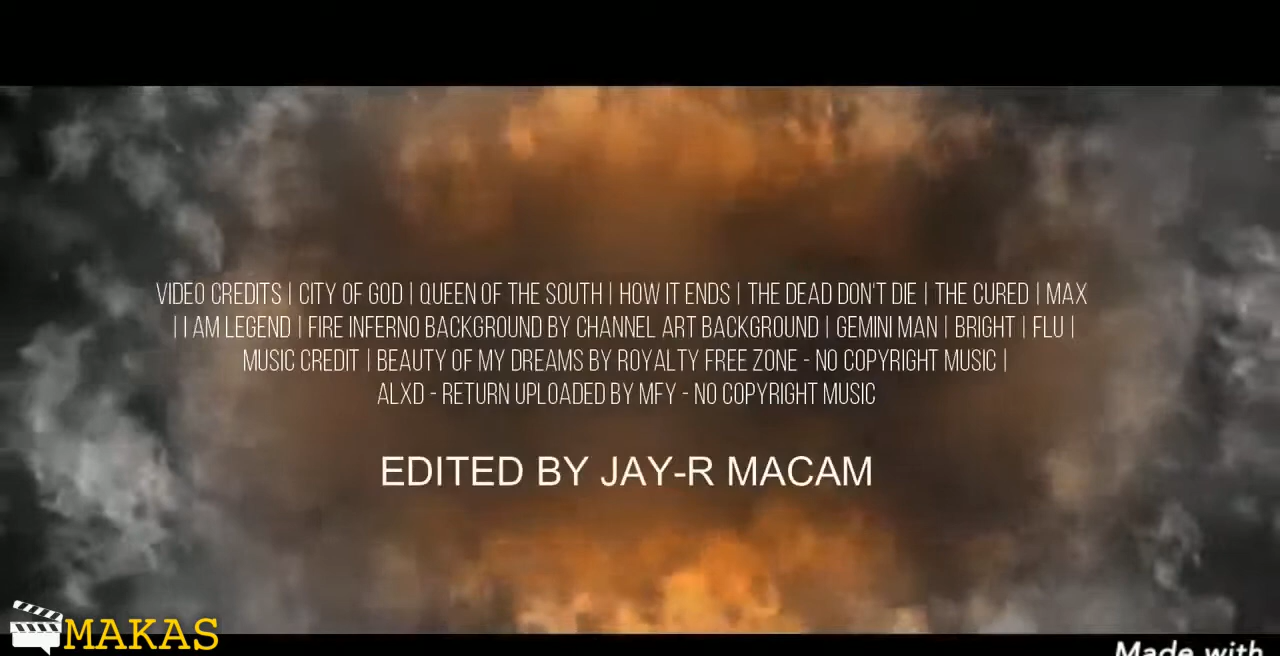 VIDEO CREDITS | CITY OF GOD | QUEEN OF THE SOUTH | HOW IT ENDS | THE DEAD DON'T DIE | THE CURED | MAX
| I AM LEGEND | FIRE INFERNO BACKGROUND BY CHANNEL ART BACKGROUND | GEMINI MAN | BRIGHT | FLU |
MUSIC CREDIT | BEAUTY OF MY DREAMS BY ROYALTY FREE ZONE - NO COPYRIGHT MUSIC |
ALXD - RETURN UPLOADED BY MFY - NO COPYRIGHT MUSIC
EDITED BY JAY-R MACAM
MAKAS
Made with